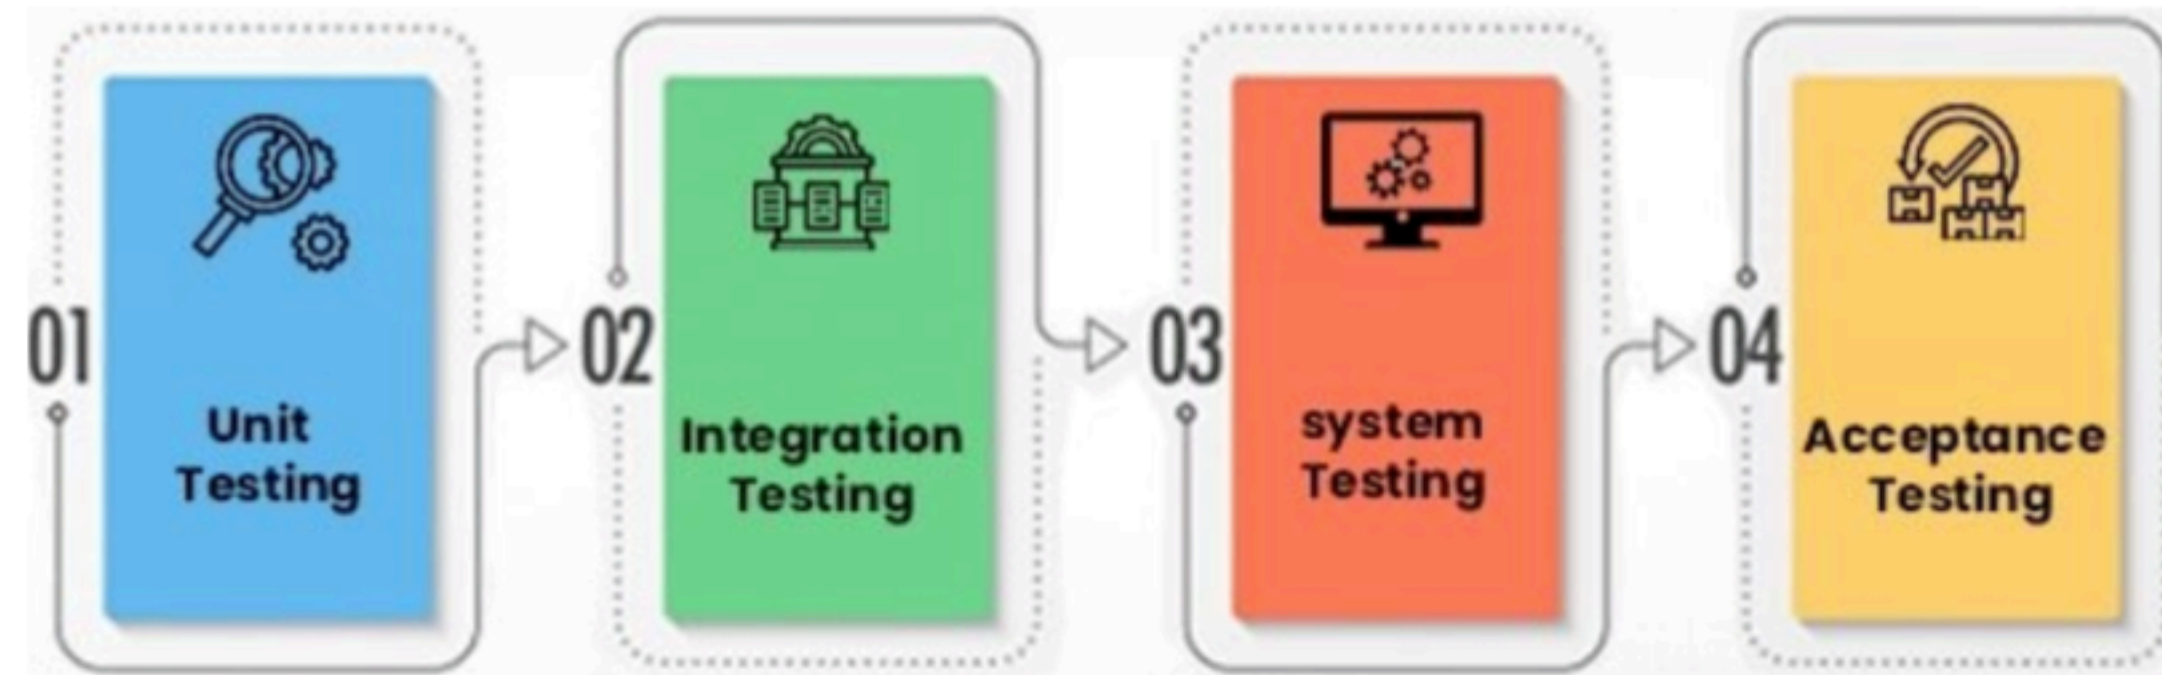 01
Unit
Testing
02
Integration
Testing
03
system
Testing
04
Acceptance
Testing